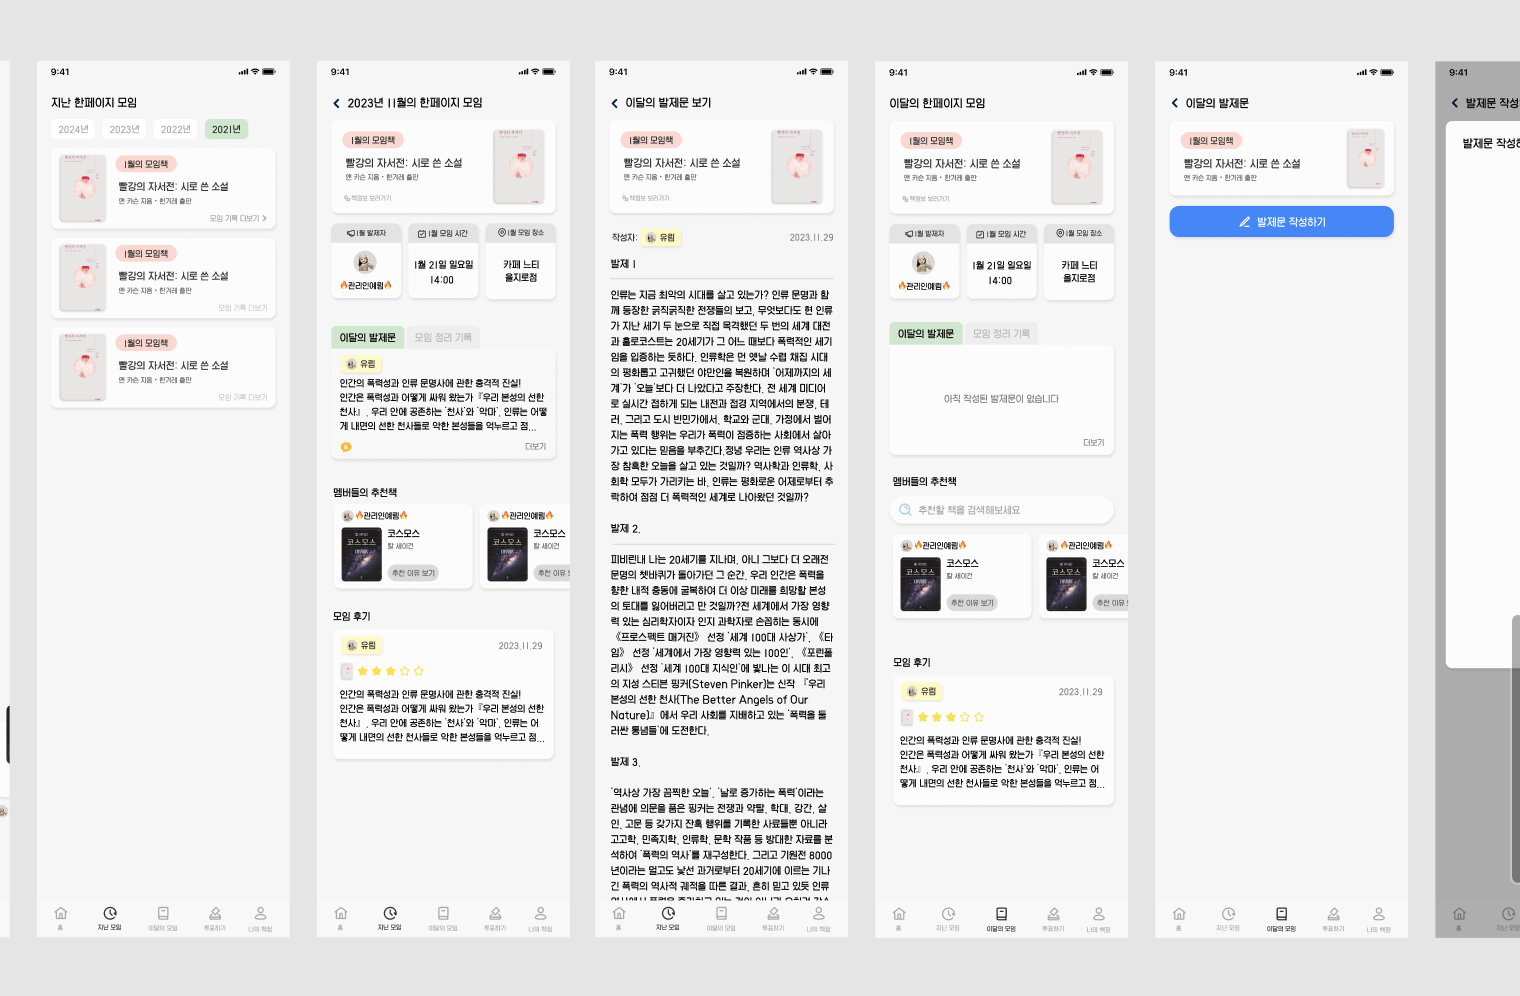 9:41
지난 한페이지 모임
2024년
2023년
2022년
2021년
1월의 모임책
빨강의 자서전: 시로 쓴 소설
앤 카슨 지음 • 한겨레 출판
모임 기록 더보기
1월의 모임책
빨강의 자서전: 시로 쓴 소설
앤 카슨 지음 • 한겨레 출판
모임 기록 더보기
1월의 모임책
빨강의 자서전: 시로 쓴 소설
앤 카슨 지음 • 한겨레 출판
모임 기록 더보기
홈
지난 모임
이달의 모임
투표하기
나의 책장
9:41
2023년 11월의 한페이지 모임
1월의 모임책
빨강의 자서전: 시로 쓴 소설
앤 카슨 지음 • 한겨레 출판
책정보 보러가기
1월 발제자
1월 모임 시간
1월 모임 장소
🔥관리인예림🔥
1월 21일 일요일
14:00
카페 느티
을지로점
이달의 발제문
모임 정리 기록
유림
인간의 폭력성과 인류 문명사에 관한 충격적 진실!
인간은 폭력성과 어떻게 싸워 왔는가『우리 본성의 선한
천사』. 우리 안에 공존하는 ‘천사’와 ‘악마’, 인류는 어떻
게 내면의 선한 천사들로 악한 본성들을 억누르고 점...
더보기
멤버들의 추천책
🔥관리인예림🔥
코스모스
칼 세이건
추천 이유 보기
🔥관리인예림🔥
코스모스
칼 세이건
추천 이유
모임 후기
유림
2023.11.29
인간의 폭력성과 인류 문명사에 관한 충격적 진실!
인간은 폭력성과 어떻게 싸워 왔는가『우리 본성의 선한
천사』. 우리 안에 공존하는 ‘천사’와 ‘악마’, 인류는 어
떻게 내면의 선한 천사들로 악한 본성들을 억누르고 점...
홈
지난 모임
이달의 모임
투표하기
나의 책장
9:41
이달의 발제문 보기
1월의 모임책
빨강의 자서전: 시로 쓴 소설
앤 카슨 지음 • 한겨레 출판
책정보 보러가기
작성자:
유림
2023.11.29
발제 1
인류는 지금 최악의 시대를 살고 있는가? 인류 문명과 함
께 등장한 굵직굵직한 전쟁들의 보고, 무엇보다도 현 인류
가 지난 세기 두 눈으로 직접 목격했던 두 번의 세계 대전
과 홀로코스트는 20세기가 그 어느 때보다 폭력적인 세기
임을 입증하는 듯하다. 인류학은 먼 옛날 수렵 채집 시대
의 평화롭고 고귀했던 야만인을 복원하며 ‘어제까지의 세
계’가 ‘오늘’보다 더 나았다고 주장한다. 전 세계 미디어
로 실시간 접하게 되는 내전과 접경 지역에서의 분쟁, 테
러, 그리고 도시 빈민가에서, 학교와 군대, 가정에서 벌어
지는 폭력 행위는 우리가 폭력이 점증하는 사회에서 살아
가고 있다는 믿음을 부추긴다.정녕 우리는 인류 역사상 가
장 참혹한 오늘을 살고 있는 것일까? 역사학과 인류학, 사
회학 모두가 가리키는 바, 인류는 평화로운 어제로부터 추
락하여 점점 더 폭력적인 세계로 나아왔던 것일까?
발제 2.
피비린내 나는 20세기를 지나며, 아니 그보다 더 오래전
문명의 쳇바퀴가 돌아가던 그 순간, 우리 인간은 폭력을
향한 내적 충동에 굴복하여 더 이상 미래를 희망할 본성
의 토대를 잃어버리고 만 것일까?전 세계에서 가장 영향
력 있는 심리학자이자 인지 과학자로 손꼽히는 동시에
《프로스펙트 매거진》 선정 ‘세계 100대 사상가’, 《타
임》 선정 ‘세계에서 가장 영향력 있는 100인’, 《포린폴
리시》 선정 ‘세계 100대 지식인’에 빛나는 이 시대 최고
의 지성 스티븐 핑커(Steven Pinker)는 신작 『우리
본성의 선한 천사(The Better Angels of Our
Nature)』에서 우리 사회를 지배하고 있는 ‘폭력을 둘
러싼 통념들’에 도전한다.
발제 3.
‘역사상 가장 끔찍한 오늘’, ‘날로 증가하는 폭력’이라는
관념에 의문을 품은 핑커는 전쟁과 약탈, 학대, 강간, 살
인, 고문 등 갖가지 잔혹 행위를 기록한 사료들뿐 아니라
고고학, 민족지학, 인류학, 문학 작품 등 방대한 자료를 분
석하여 ‘폭력의 역사’를 재구성한다. 그리고 기원전 8000
년이라는 멀고도 낯선 과거로부터 20세기에 이르는 기나
긴 폭력의 역사적 궤적을 따른 결과, 흔히 믿고 있듯 인류
홈
지난 모임
이달의 모임
투표하기
나의 책장
9:41
이달의 한페이지 모임
1월의 모임책
빨강의 자서전: 시로 쓴 소설
앤 카슨 지음 • 한겨레 출판
책정보 보러가기
1월 발제자
1월 모임 시간
1월 모임 장소
🔥관리인예림🔥
1월 21일 일요일
14:00
카페 느티
을지로점
이달의 발제문
모임 정리 기록
아직 작성된 발제문이 없습니다
더보기
멤버들의 추천책
추천할 책을 검색해보세요
🔥관리인예림🔥
코스모스
칼 세이건
추천 이유 보기
🔥관리인예림🔥
코스모스
칼 세이건
추천 이유
모임 후기
유림
2023.11.29
인간의 폭력성과 인류 문명사에 관한 충격적 진실!
인간은 폭력성과 어떻게 싸워 왔는가『우리 본성의 선한
천사』. 우리 안에 공존하는 ‘천사’와 ‘악마’, 인류는 어
떻게 내면의 선한 천사들로 악한 본성들을 억누르고 점...
홈
지난 모임
이달의 모임
투표하기
나의 책장
9:41
이달의 발제문
1월의 모임책
빨강의 자서전: 시로 쓴 소설
앤 카슨 지음 • 한겨레 출판
발제문 작성하기
홈
지난 모임
이달의 모임
투표하기
나의 책장
9:41
발제문 작성
발제문 작성
홈
지난 모임